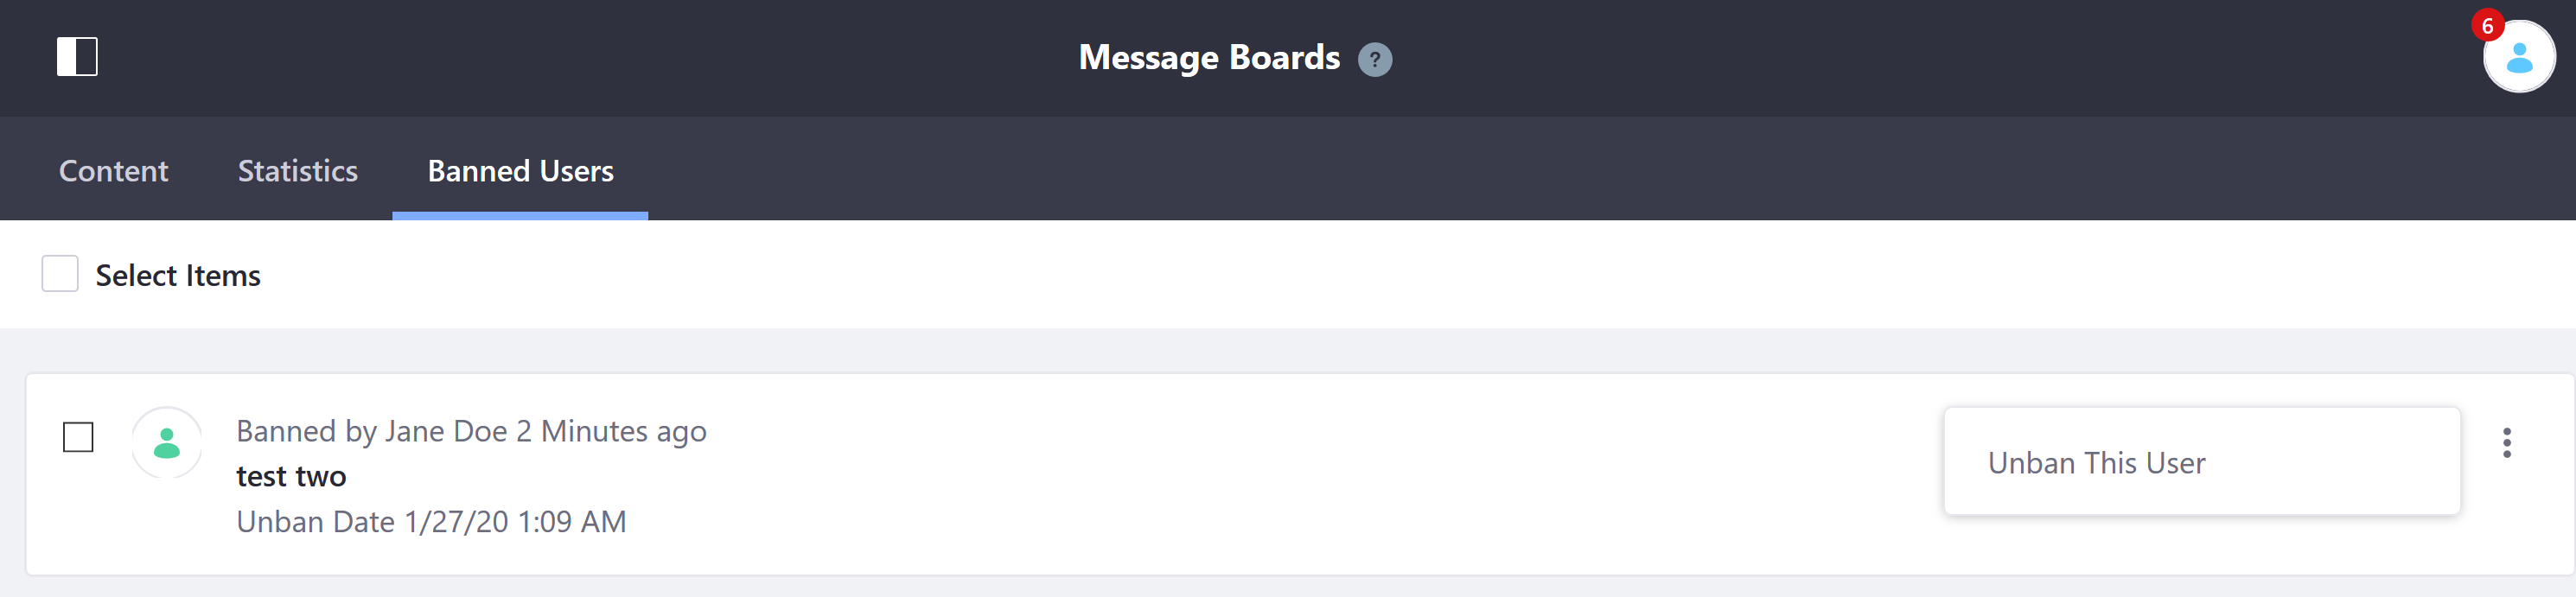 Message Boards ?
6
Content Statistics Banned Users
Select Items
Banned by Jane Doe 2 Minutes ago
test two
Unban Date 1/27/20 1:09 AM
Unban This User